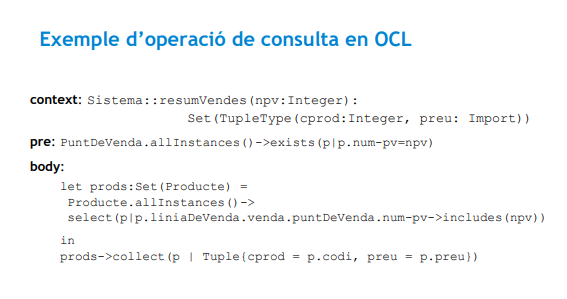 Exemple d'operació de consulta en OCL
context: Sistema::resumVendes(npv:Integer):
Set(TupleType(cprod:Integer, preu: Import))
pre: PuntDeVenda.allInstances()->exists(p|p.num-pv=npv)
body:
let prods:Set(Producte) =
Producte.allInstances()->
select(p|p.liniaDeVenda.venda.puntDeVenda.num-pv->includes(npv))
in
prods->collect(p | Tuple{cprod = p.codi, preu = p.preu})